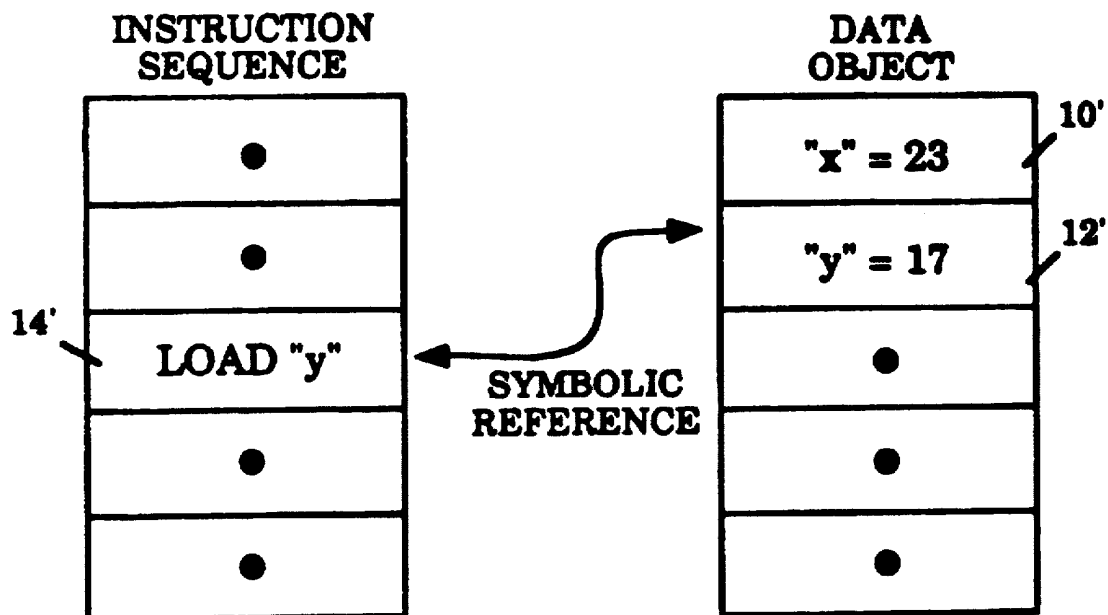 INSTRUCTION
SEQUENCE
DATA
OBJECT
10'
"x" = 23
12'
"y" = 17
14'
LOAD "y"
SYMBOLIC
REFERENCE